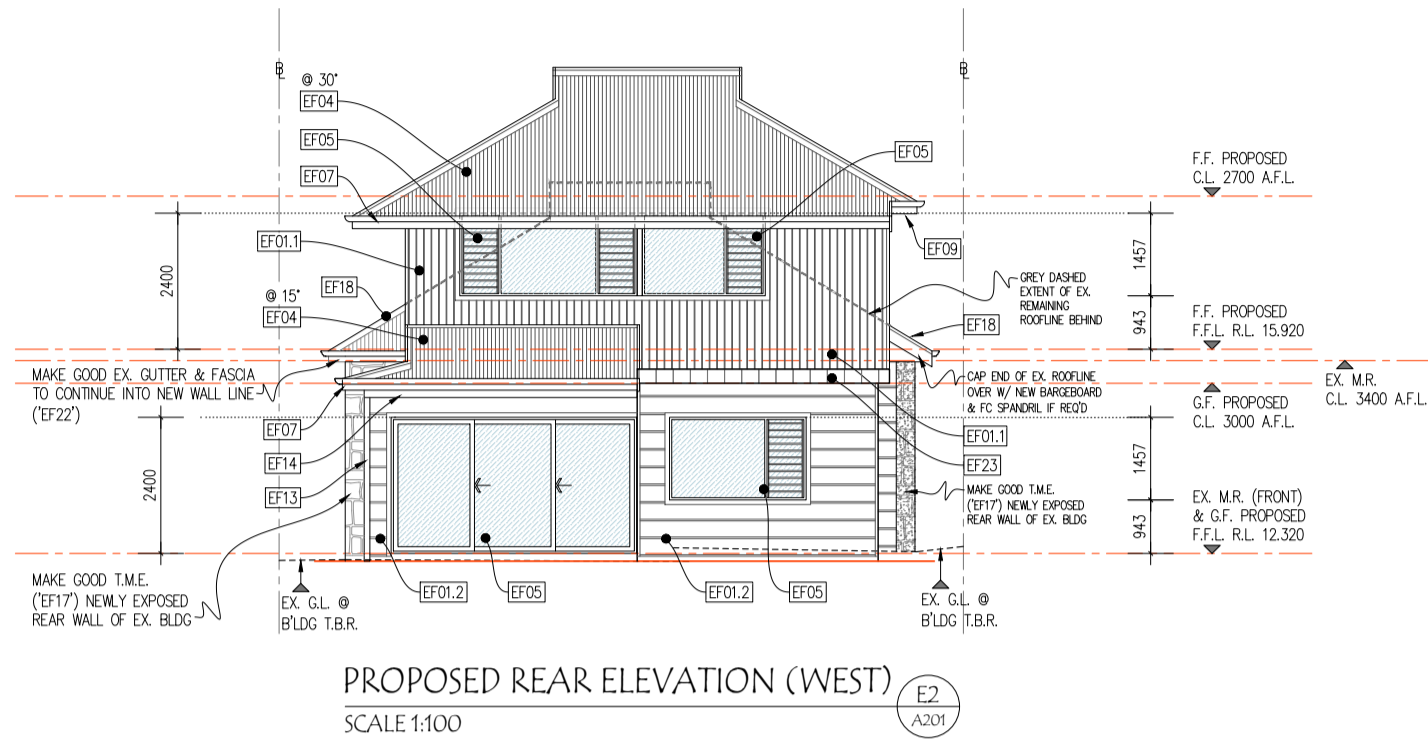 B
L
@ 30°
EF04
EF05
EF07
EF01.1
EF18
@ 15°
EF04
2400
MAKE GOOD EX. GUTTER & FASCIA
TO CONTINUE INTO NEW WALL LINE
('EF22')
EF07
EF14
EF13
2400
MAKE GOOD T.M.E.
('EF17') NEWLY EXPOSED
REAR WALL OF EX. BLDG
EX. G.L. @
B'LDG T.B.R.
EF01.2
EF05
EF01.2
EF05
EX. G.L. @
B'LDG T.B.R.
B
L
EF05
EF09
GREY DASHED
EXTENT OF EX.
REMAINING
ROOFLINE BEHIND
EF18
CAP END OF EX. ROOFLINE
OVER W/ NEW BARGEBOARD
& FC SPANDRIL IF REQ'D
EF01.1
EF23
MAKE GOOD T.M.E.
('EF17') NEWLY EXPOSED
REAR WALL OF EX. BLDG
1457
943
1457
943
F.F. PROPOSED
C.L. 2700 A.F.L.
F.F. PROPOSED
F.F.L. R.L. 15.920
EX. M.R.
C.L. 3400 A.F.L.
G.F. PROPOSED
C.L. 3000 A.F.L.
EX. M.R. (FRONT)
& G.F. PROPOSED
F.F.L. R.L. 12.320
PROPOSED REAR ELEVATION (WEST)
SCALE 1:100
E2
A201